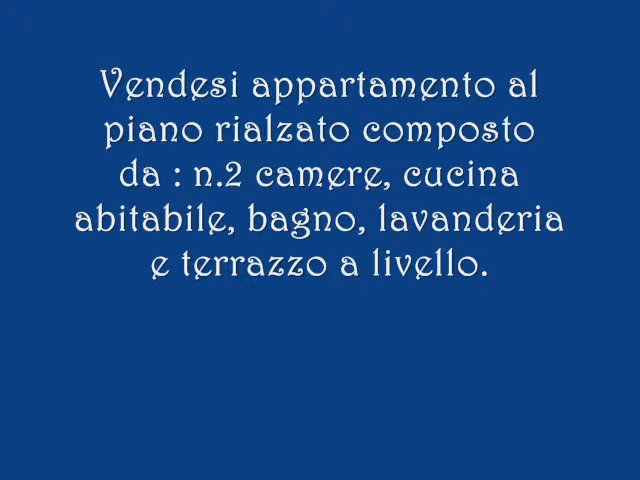 Vendesi appartamento al
piano rialzato composto
da : n.2 camere, cucina
abitabile, bagno, lavanderia
e terrazzo a livello.